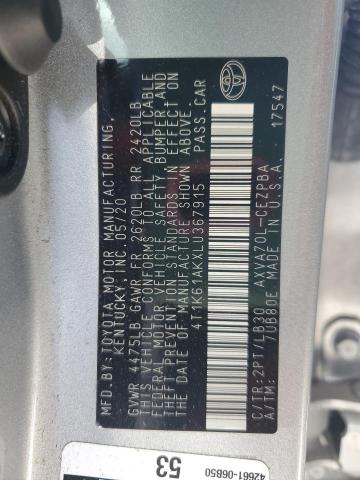 MFD.BY:TOYOTA MOTOR MANUFACTURING,
KENTUCKY, INC. 05/20
GVWR 4475LB GAWR FR 2620LB RR 2420LB
THIS VEHICLE CONFORMS TO ALL APPLICABLE
FEDERAL MOTOR VEHICLE SAFETY, BUMPER, AND
THEFT PREVENTION STANDARDS IN EFFECT ON
THE DATE OF MANUFACTURE SHOWN ABOVE.
4T1K61AKXLU367915 PASS.CAR
C/TR:2PT/LB30 AXVA70L-CEZPBA
A/TM: 7UB80E MADE IN U.S.A.
17547
TOYOTA
42661-06B50
53